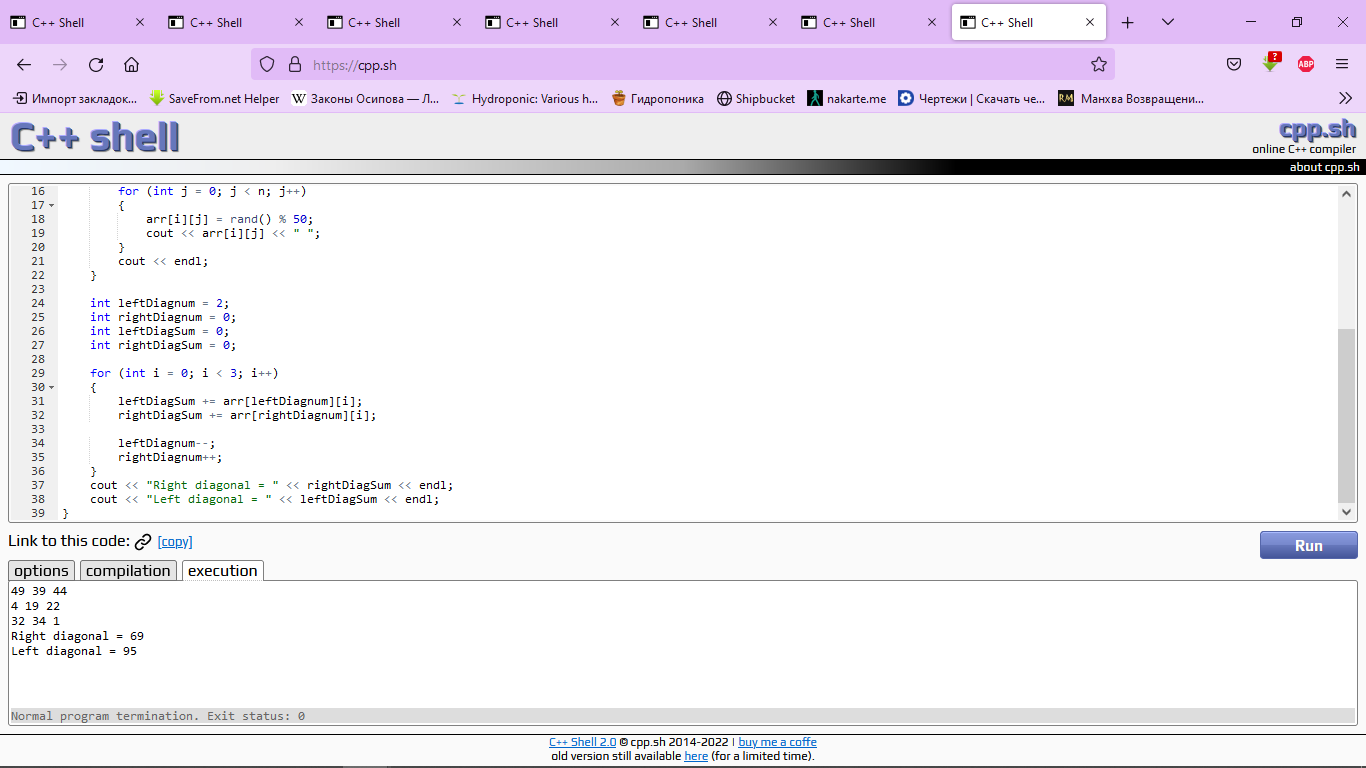 C++ Shell C++ Shell C++ Shell C++ Shell C++ Shell C++ Shell C++ Shell
https://cpp.sh ? ABP
Импорт закладок... SaveFrom.net Helper W Законы Осипова — Л... Hydroponic: Various h... Гидропоника Shipbucket nakarte.me Чертежи | Скачать че... RM Манхва Возвращени...
C++ shell
cpp.sh
online C++ compiler
about cpp.sh
16 for (int j = 0; j < n; j++)
17 {
18 arr[i][j] = rand() % 50;
19 cout << arr[i][j] << " ";
20 }
21 cout << endl;
22 }
23
24 int leftDiagnum = 2;
25 int rightDiagnum = 0;
26 int leftDiagSum = 0;
27 int rightDiagSum = 0;
28
29 for (int i = 0; i < 3; i++)
30 {
31 leftDiagSum += arr[leftDiagnum][i];
32 rightDiagSum += arr[rightDiagnum][i];
33
34 leftDiagnum--;
35 rightDiagnum++;
36 }
37 cout << "Right diagonal = " << rightDiagSum << endl;
38 cout << "Left diagonal = " << leftDiagSum << endl;
39 }
Link to this code: [copy]
Run
options compilation execution
49 39 44
4 19 22
32 34 1
Right diagonal = 69
Left diagonal = 95
Normal program termination. Exit status: 0
C++ Shell 2.0 © cpp.sh 2014-2022 | buy me a coffe
old version still available here (for a limited time).